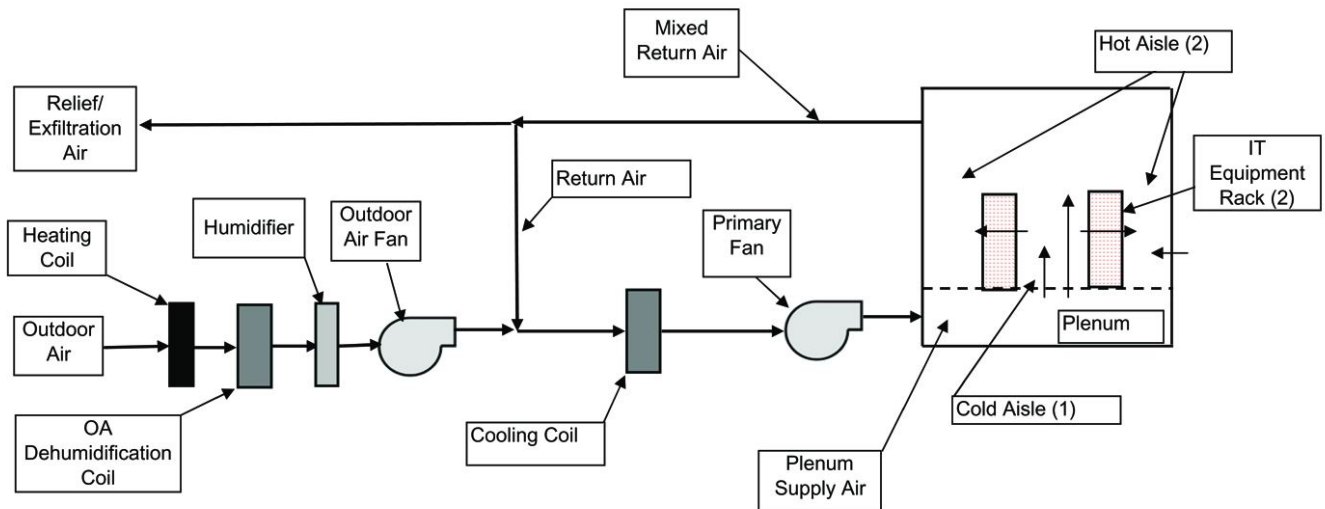 Mixed
Return Air
Hot Aisle (2)
Relief/
Exfiltration
Air
IT
Equipment
Rack (2)
Return Air
Humidifier
Outdoor
Air Fan
Primary
Fan
Heating
Coil
Outdoor
Air
Plenum
OA
Dehumidification
Coil
Cooling Coil
Cold Aisle (1)
Plenum
Supply Air